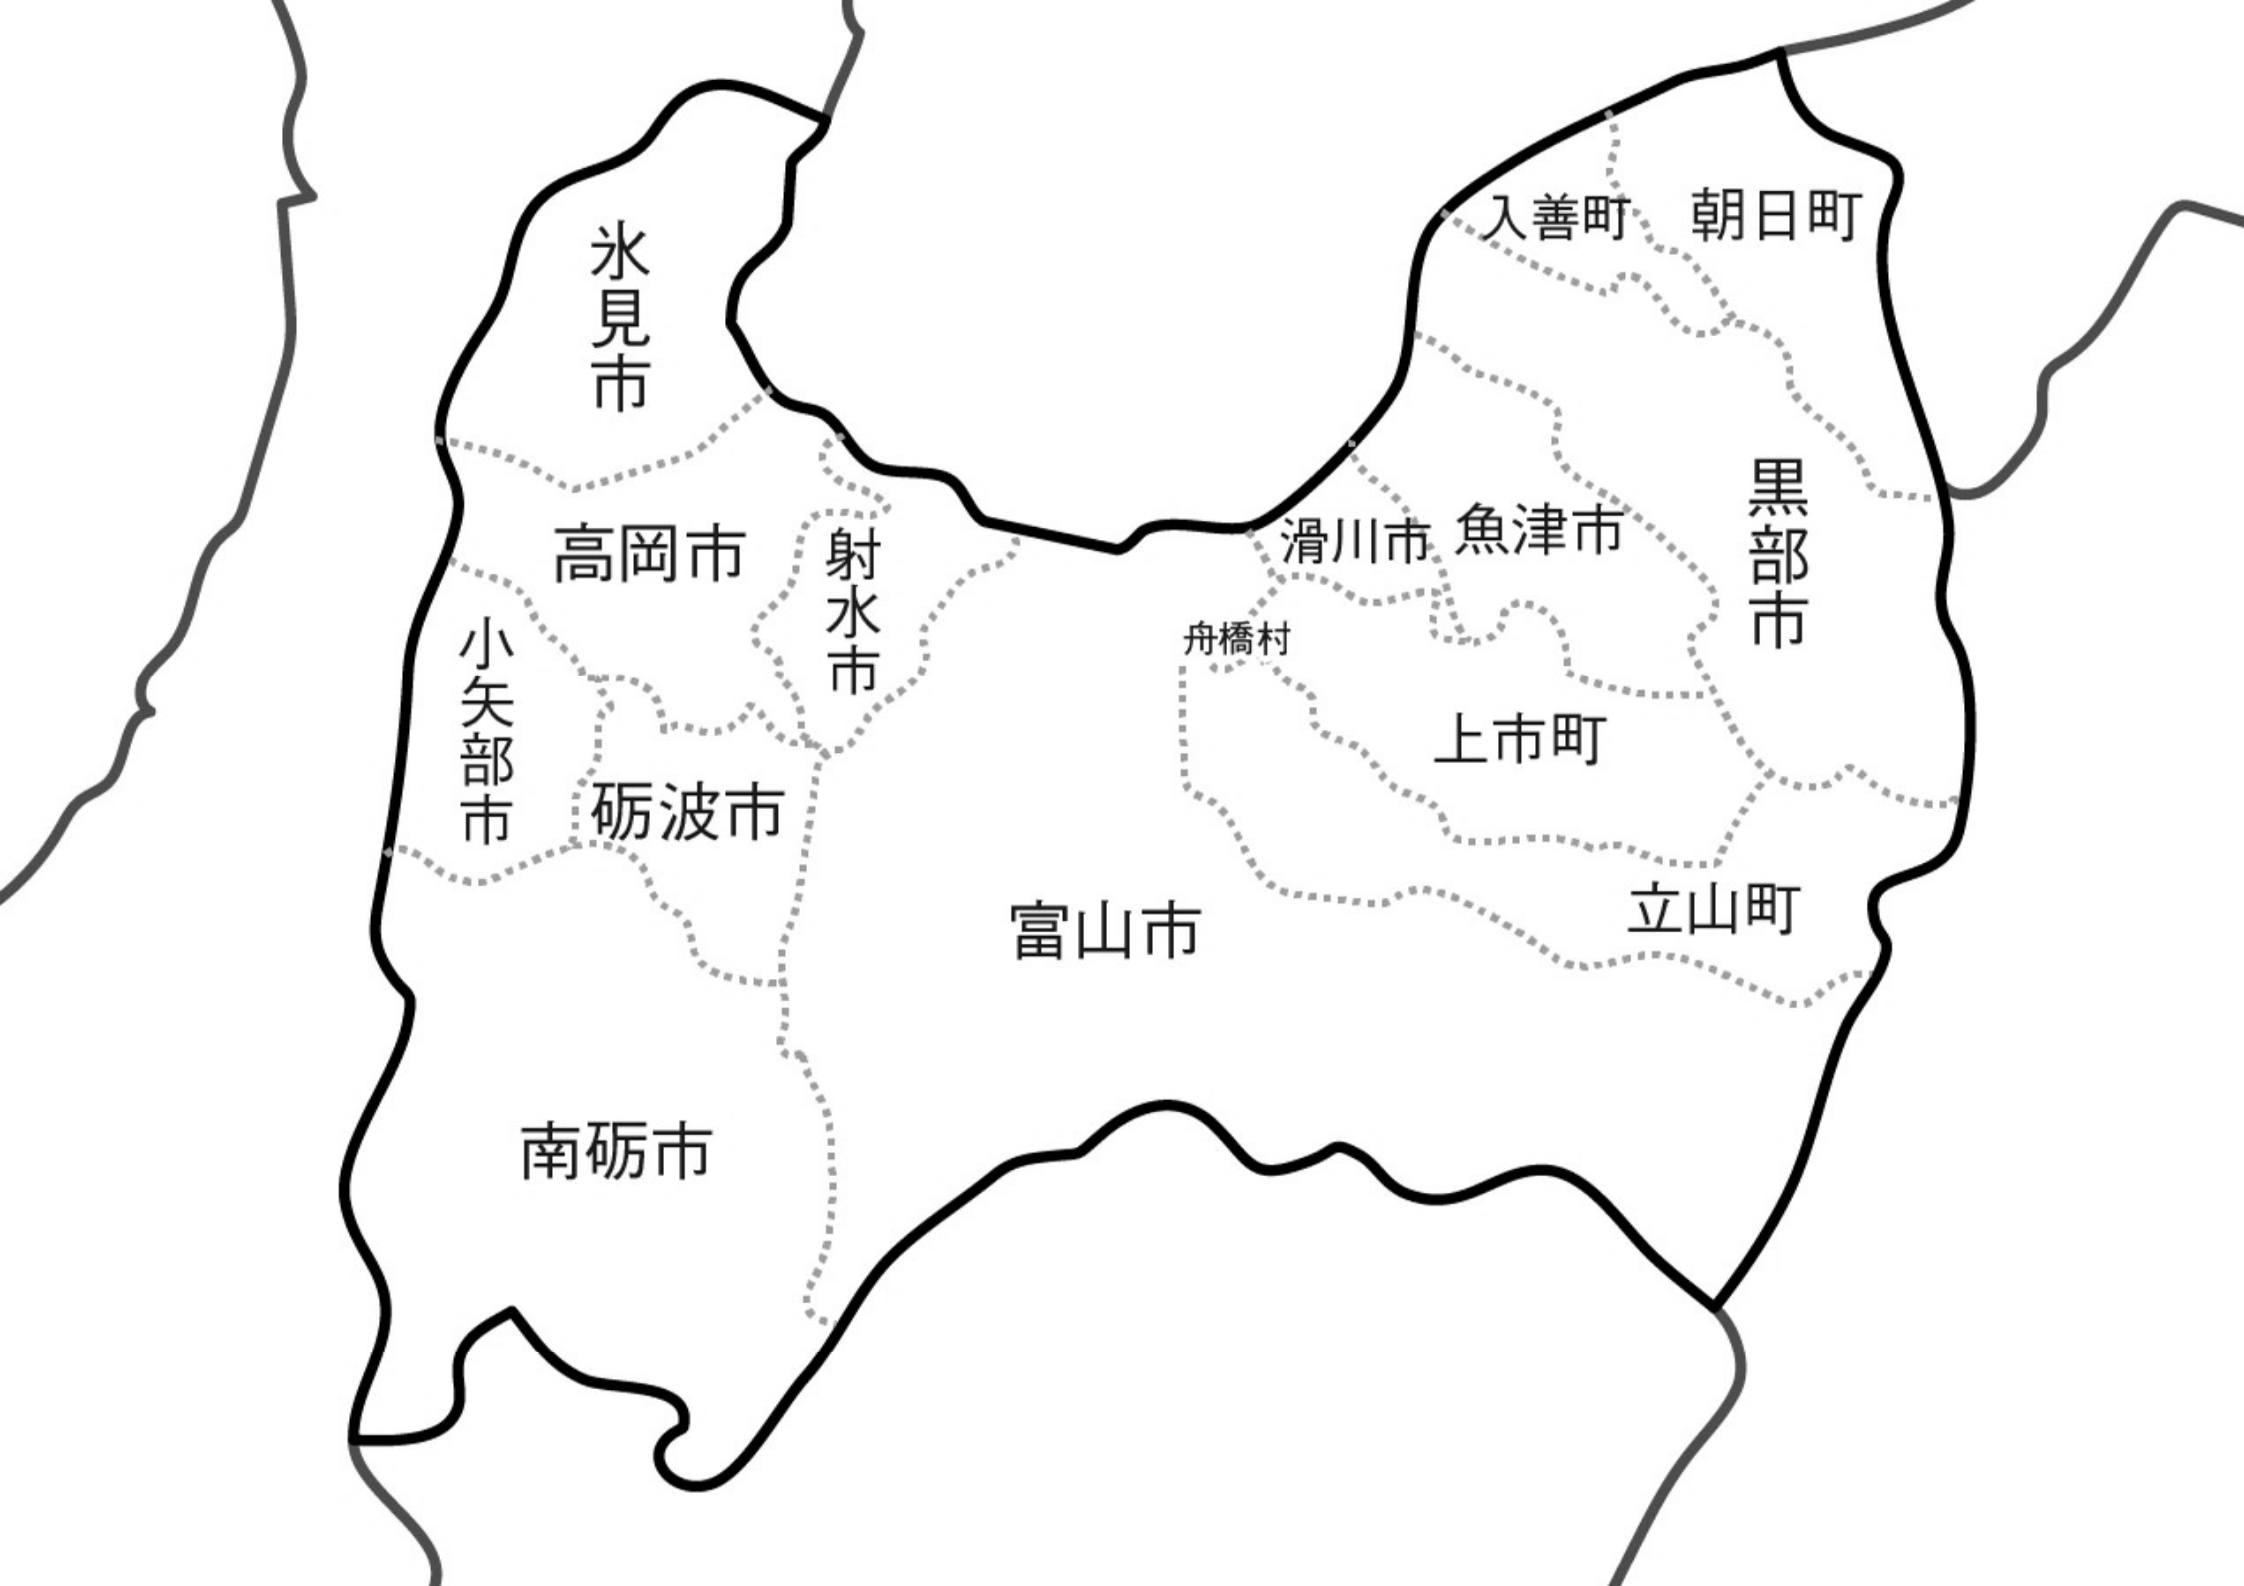 入善町
朝日町
氷見市
黒部市
高岡市
射水市
滑川市
魚津市
小矢部市
舟橋村
上市町
砺波市
立山町
富山市
南砺市